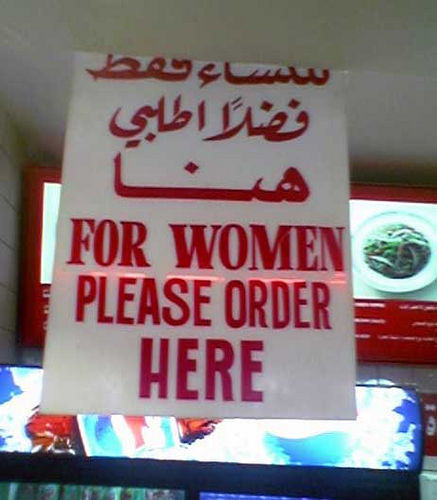 للنساء فقط
فضلاً اطلبي
هنا
FOR WOMEN
PLEASE ORDER
HERE